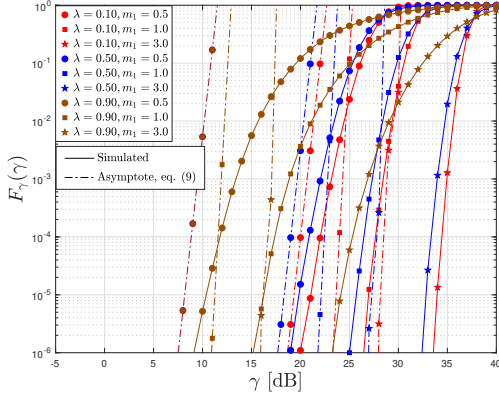 λ = 0.10, m₁ = 0.5
λ = 0.10, m₁ = 1.0
λ = 0.10, m₁ = 3.0
λ = 0.50, m₁ = 0.5
λ = 0.50, m₁ = 1.0
λ = 0.50, m₁ = 3.0
λ = 0.90, m₁ = 0.5
λ = 0.90, m₁ = 1.0
λ = 0.90, m₁ = 3.0
Simulated
Asymptote, eq. (9)
F_γ(γ)
10⁰
10⁻¹
10⁻²
10⁻³
10⁻⁴
10⁻⁵
10⁻⁶
-5 0 5 10 15 20 25 30 35 40
γ [dB]